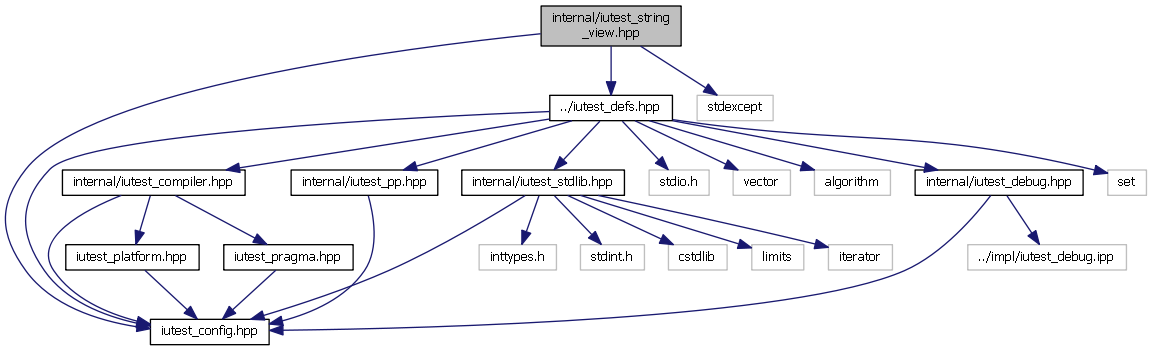 internal/iutest_string
_view.hpp
../iutest_defs.hpp
stdexcept
internal/iutest_compiler.hpp
internal/iutest_pp.hpp
internal/iutest_stdlib.hpp
stdio.h
vector
algorithm
internal/iutest_debug.hpp
set
iutest_platform.hpp
iutest_pragma.hpp
inttypes.h
stdint.h
cstdlib
limits
iterator
../impl/iutest_debug.ipp
iutest_config.hpp